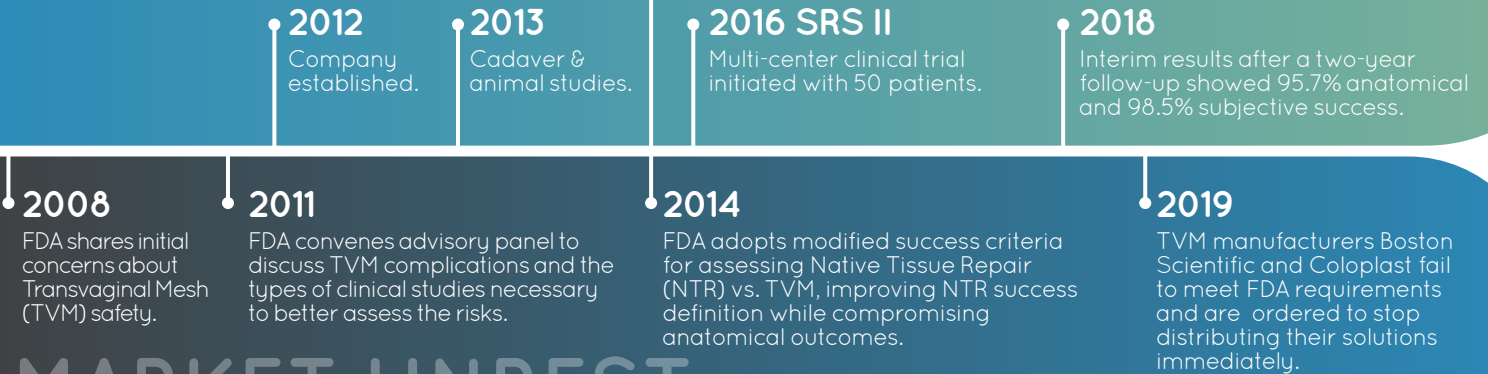 2012
Company
established.
2013
Cadaver &
animal studies.
2016 SRS II
Multi-center clinical trial
initiated with 50 patients.
2018
Interim results after a two-year
follow-up showed 95.7% anatomical
and 98.5% subjective success.
2008
FDA shares initial
concerns about
Transvaginal Mesh
(TVM) safety.
2011
FDA convenes advisory panel to
discuss TVM complications and the
types of clinical studies necessary
to better assess the risks.
2014
FDA adopts modified success criteria
for assessing Native Tissue Repair
(NTR) vs. TVM, improving NTR success
definition while compromising
anatomical outcomes.
2019
TVM manufacturers Boston
Scientific and Coloplast fail
to meet FDA requirements
and are ordered to stop
distributing their solutions
immediately.
MARKET UNREST